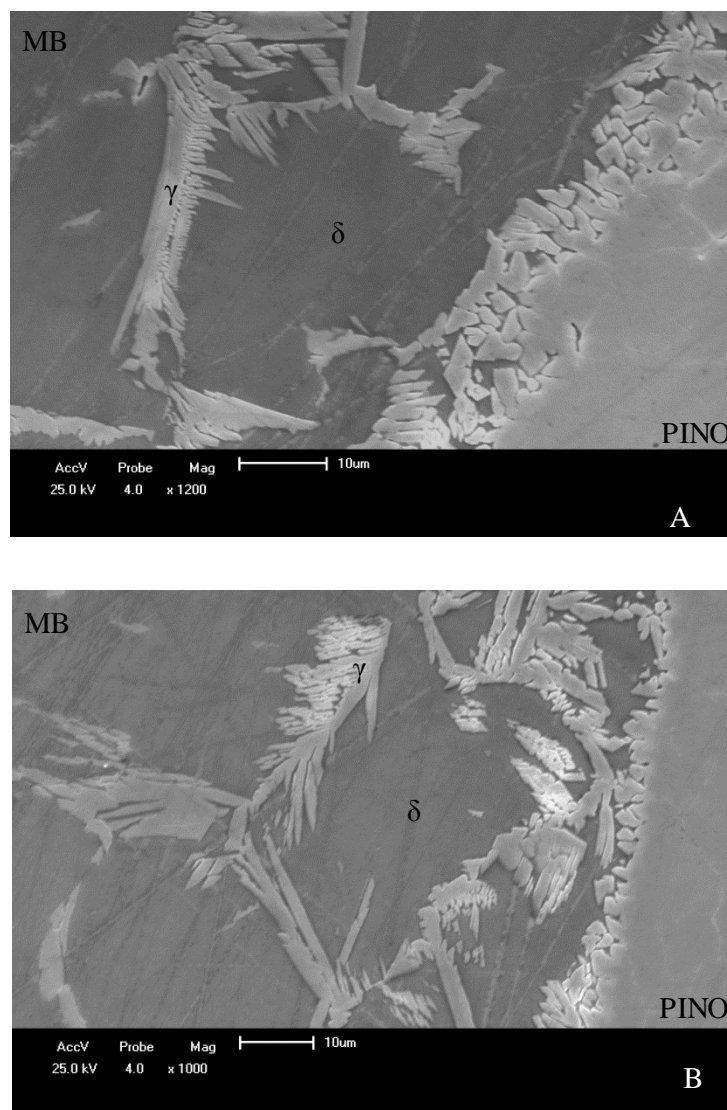 MB
γ
δ
PINO
AccV Probe Mag 10um
25.0 kV 4.0 x 1200
A
MB
γ
δ
PINO
AccV Probe Mag 10um
25.0 kV 4.0 x 1000
B